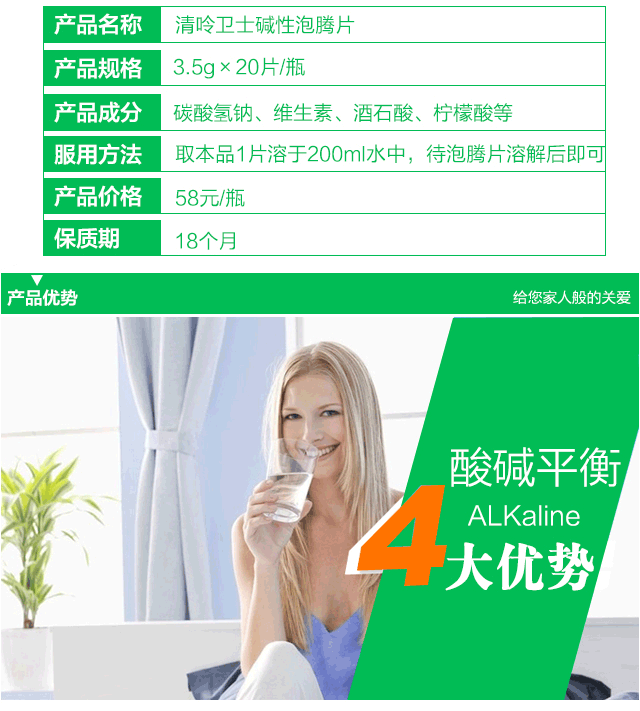 产品名称 清呤卫士碱性泡腾片
产品规格 3.5g×20片/瓶
产品成分 碳酸氢钠、维生素、酒石酸、柠檬酸等
服用方法 取本品1片溶于200ml水中，待泡腾片溶解后即可
产品价格 58元/瓶
保质期 18个月
产品优势 给您家人般的关爱
酸碱平衡
ALKaline
4大优势